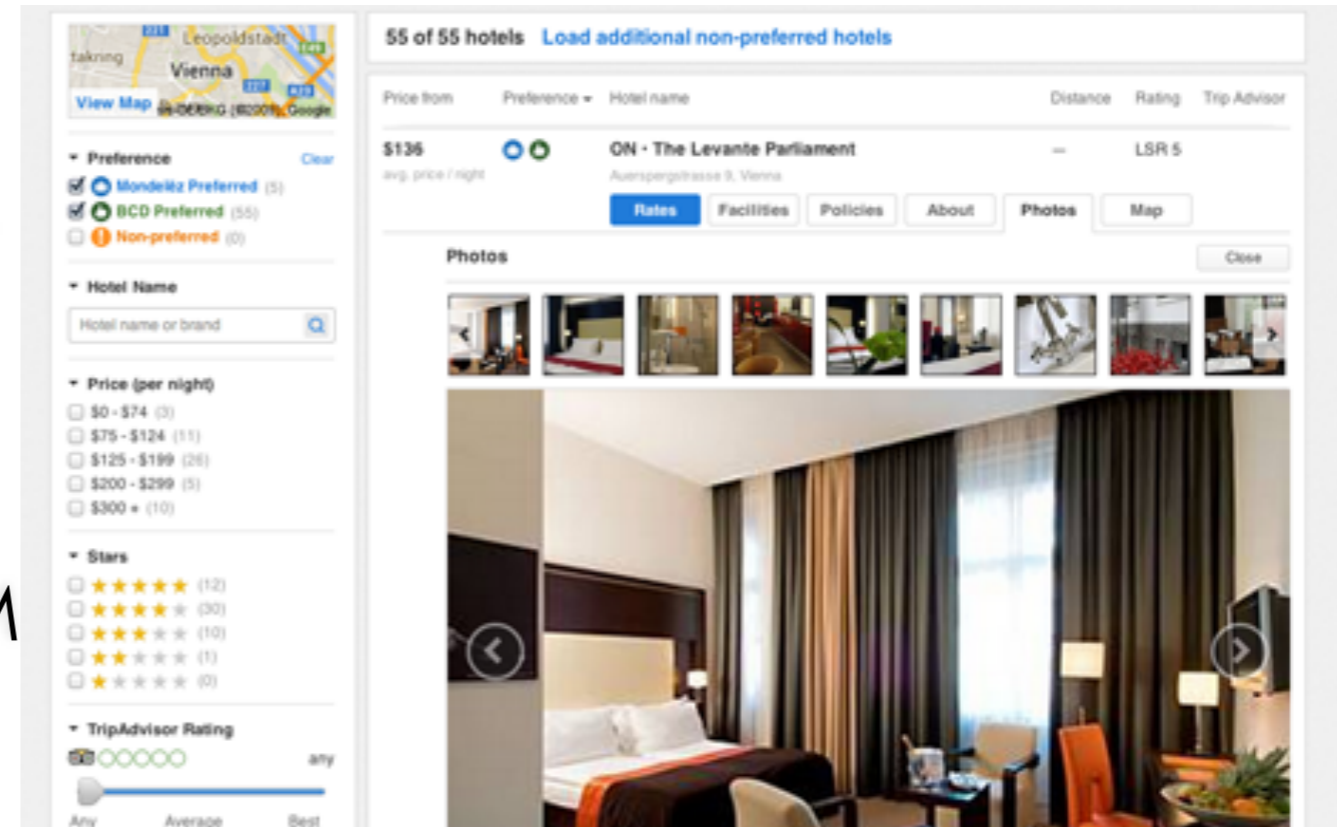 221
Leopoldstadt
takning
Vienna
227
View Map
Google
Preference Clear
Mondelēz Preferred (5)
BCD Preferred (55)
Non-preferred (0)
Hotel Name
Hotel name or brand
Price (per night)
$0 - $74 (3)
$75 - $124 (11)
$125 - $199 (26)
$200 - $299 (5)
$300 + (10)
Stars
(12)
(30)
(10)
(1)
(0)
TripAdvisor Rating
any
Any Average Best
55 of 55 hotels Load additional non-preferred hotels
Price from Preference Hotel name Distance Rating Trip Advisor
$136 ON · The Levante Parliament — LSR 5
avg. price / night Auerspergstrasse 9, Vienna
Rates Facilities Policies About Photos Map
Photos Close